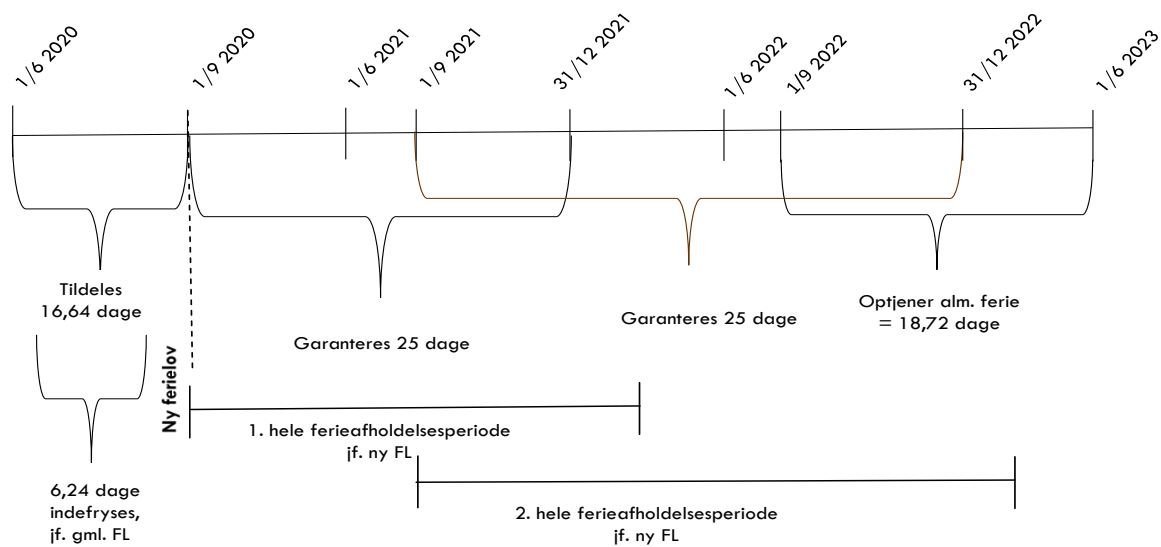 1/6 2020
1/9 2020
1/6 2021
1/9 2021
31/12 2021
1/6 2022
1/9 2022
31/12 2022
1/6 2023
Tildeles
16,64 dage
Garanteres 25 dage
Garanteres 25 dage
Optjener alm. ferie
= 18,72 dage
Ny ferielov
1. hele ferieafholdelsesperiode
jf. ny FL
6,24 dage
indefryses,
jf. gml. FL
2. hele ferieafholdelsesperiode
jf. ny FL